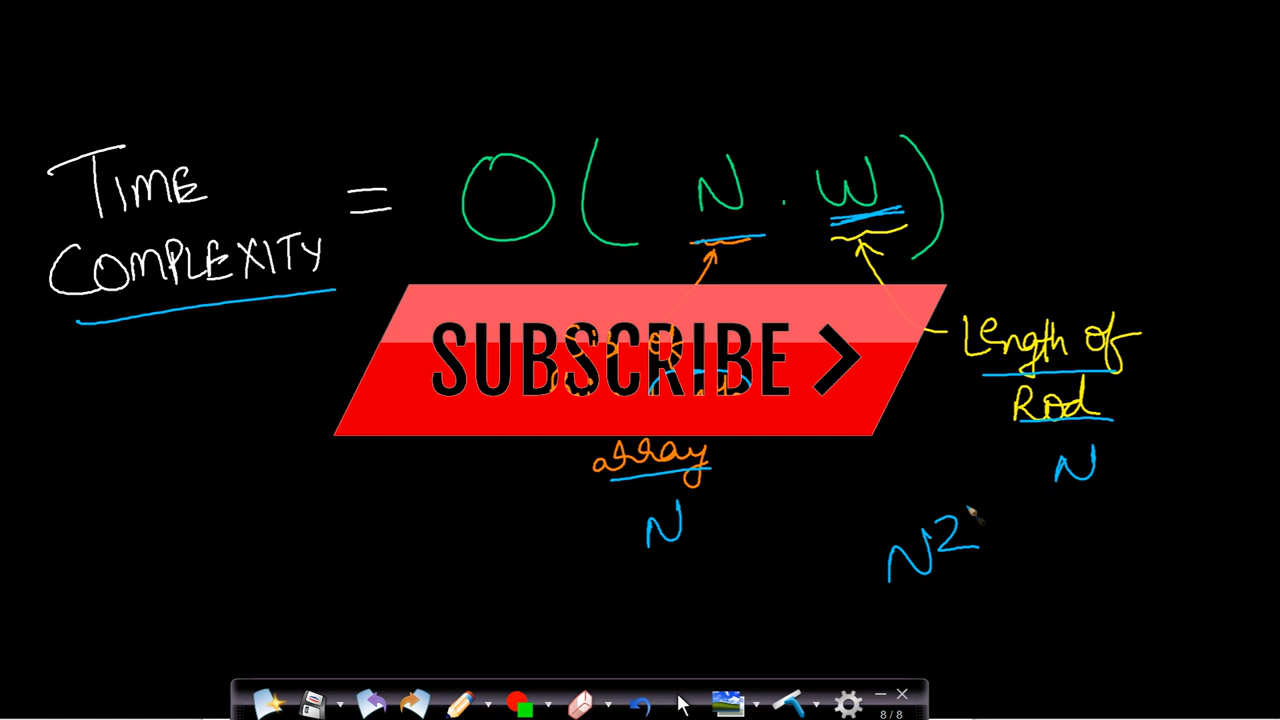 TIME
COMPLEXITY
= O( N . W )
SUBSCRIBE >
Length of
Rod
array
N
N
N2
8/8